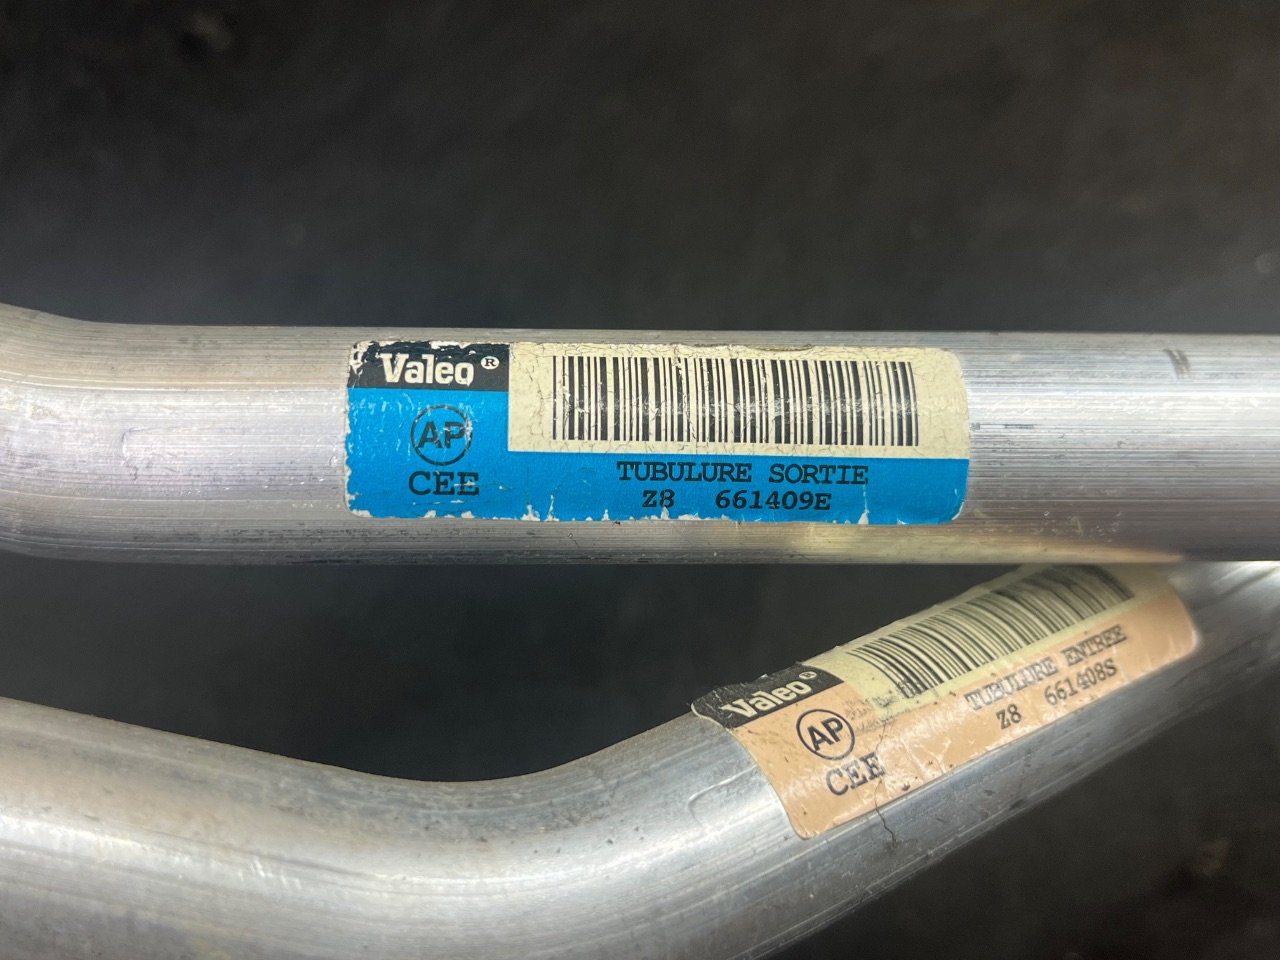 Valeo ®
AP
CEE
TUBULURE SORTIE
Z8 661409E
Valeo ®
AP
CEE
TUBULURE ENTREE
Z8 661408S